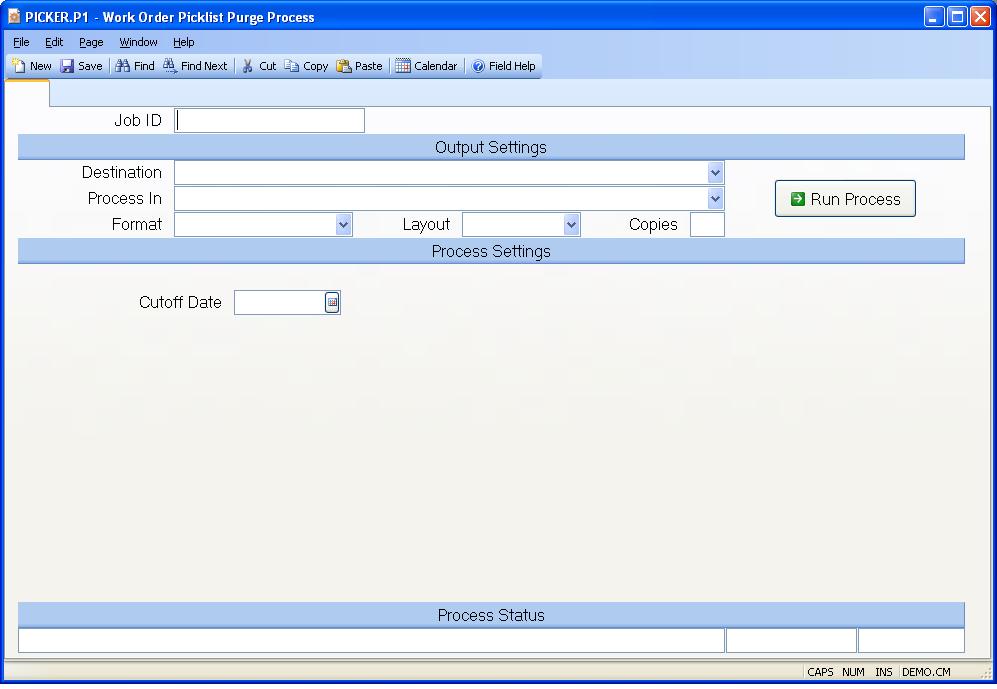 PICKER.P1 - Work Order Picklist Purge Process
File Edit Page Window Help
New Save Find Find Next Cut Copy Paste Calendar Field Help
Job ID
Output Settings
Destination
Process In
Run Process
Format Layout Copies
Process Settings
Cutoff Date
Process Status
CAPS NUM INS DEMO.CM